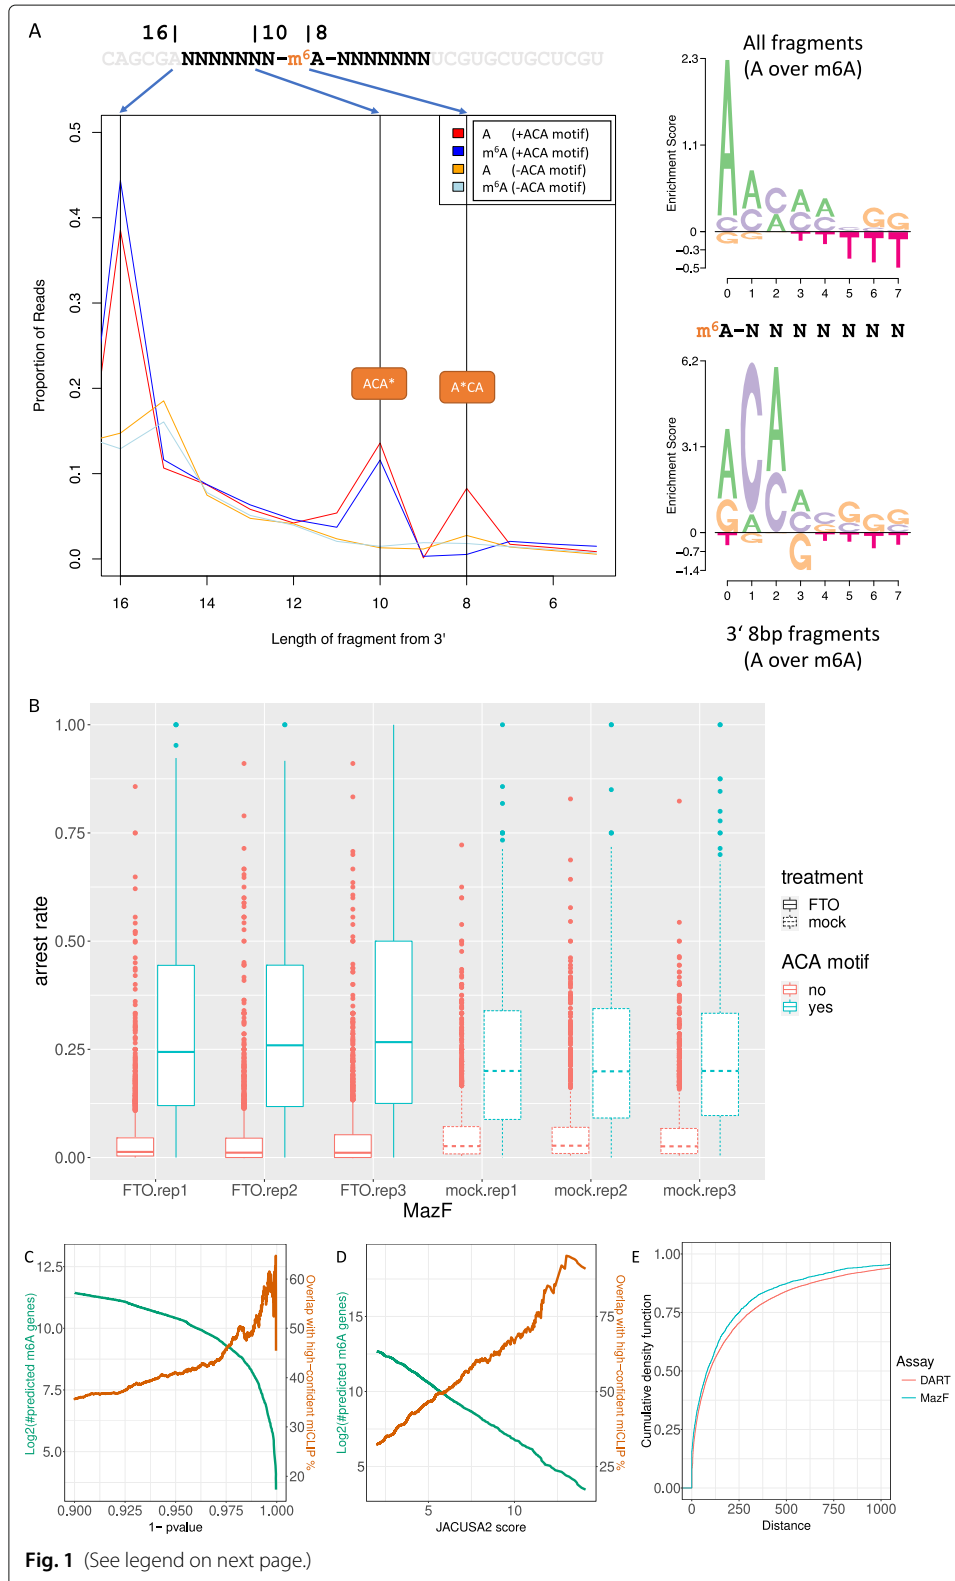 A
16| |10 |8
CAGCGANNNNNNN-m⁶A-NNNNNNNUCGUGCUGCUCGU
0.5
0.4
0.3
0.2
0.1
0.0
Proportion of Reads
A (+ACA motif)
m⁶A (+ACA motif)
A (-ACA motif)
m⁶A (-ACA motif)
ACA*
A*CA
16 14 12 10 8 6
Length of fragment from 3'
All fragments
(A over m6A)
2.3
1.1
0
−0.3
−0.5
Enrichment Score
0 1 2 3 4 5 6 7
m⁶A-N N N N N N N
6.2
3.1
0
−0.7
−1.4
Enrichment Score
0 1 2 3 4 5 6 7
3‘ 8bp fragments
(A over m6A)
B
1.00
0.75
0.50
0.25
0.00
arrest rate
FTO.rep1 FTO.rep2 FTO.rep3 mock.rep1 mock.rep2 mock.rep3
MazF
treatment
FTO
mock
ACA motif
no
yes
C
12.5
10.0
7.5
5.0
Log2(#predicted m6A genes)
60
50
40
30
20
Overlap with high−confident miCLIP %
0.900 0.925 0.950 0.975 1.000
1− pvalue
D
15
10
5
Log2(#predicted m6A genes)
75
50
25
Overlap with high−confident miCLIP %
5 10
JACUSA2 score
E
1.00
0.75
0.50
0.25
0.00
Cumulative density function
0 250 500 750 1000
Distance
Assay
DART
MazF
Fig. 1 (See legend on next page.)